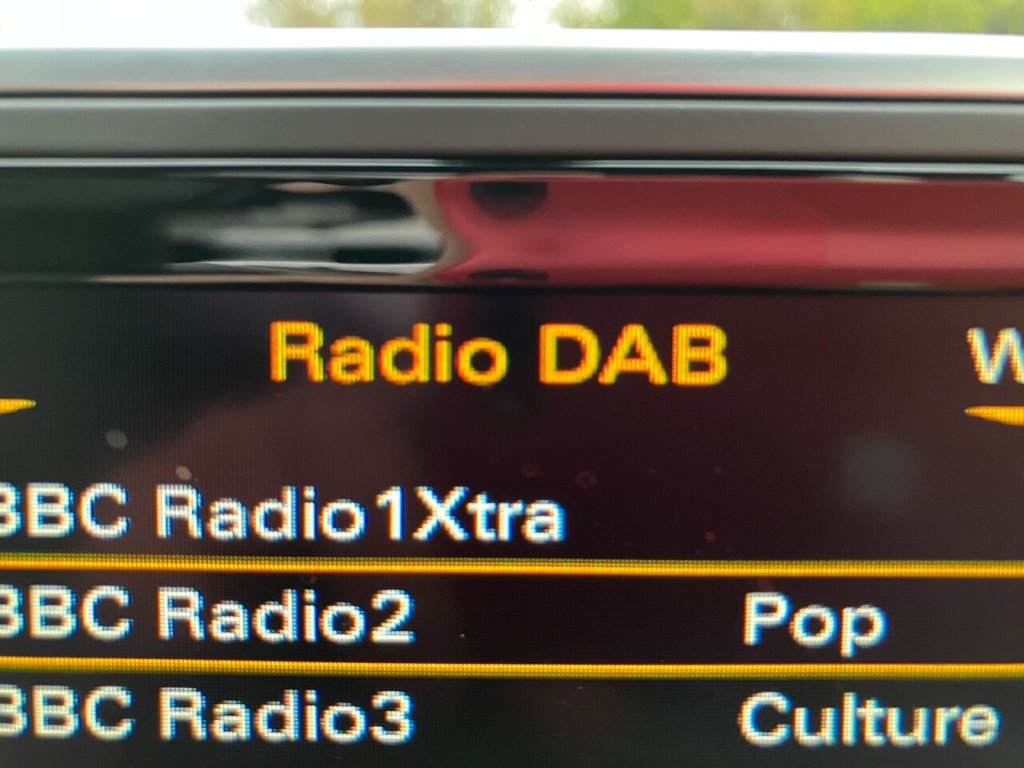 Radio DAB
BBC Radio1Xtra
BBC Radio2 Pop
BBC Radio3 Culture